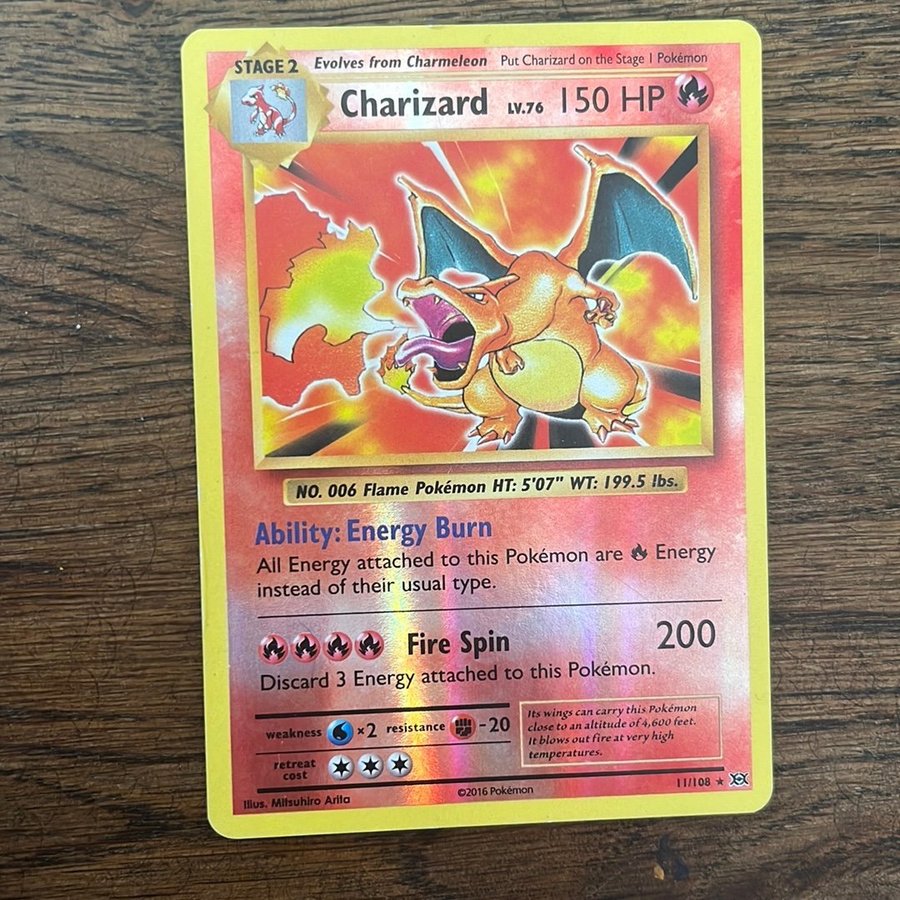 STAGE 2 Evolves from Charmeleon Put Charizard on the Stage 1 Pokémon
Charizard LV.76 150 HP
NO. 006 Flame Pokémon HT: 5'07" WT: 199.5 lbs.
Ability: Energy Burn
All Energy attached to this Pokémon are Energy
instead of their usual type.
Fire Spin 200
Discard 3 Energy attached to this Pokémon.
weakness ×2 resistance -20
retreat
cost
Its wings can carry this Pokémon
close to an altitude of 4,600 feet.
It blows out fire at very high
temperatures.
Illus. Mitsuhiro Arita
©2016 Pokémon
11/108 ★